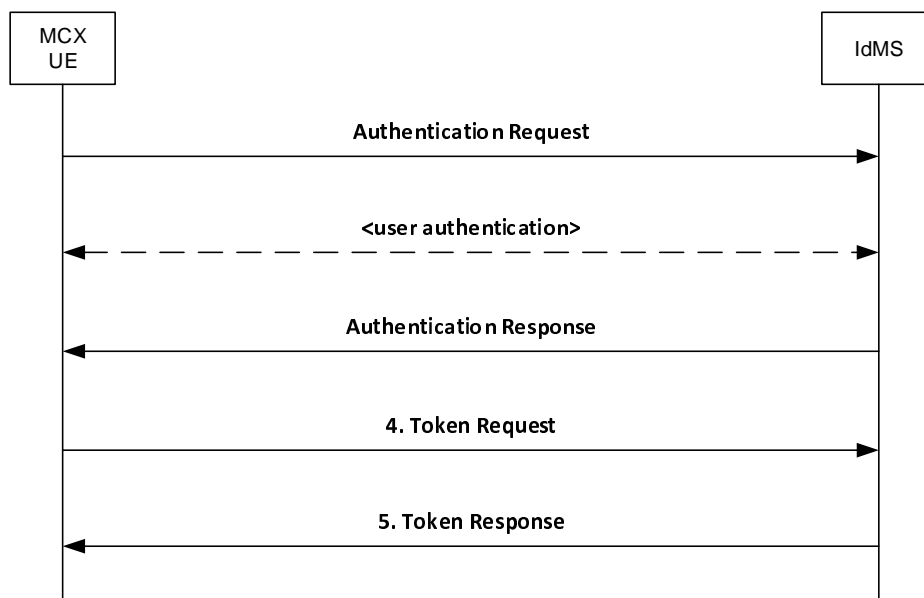 MCX
UE
IdMS
Authentication Request
<user authentication>
Authentication Response
4. Token Request
5. Token Response